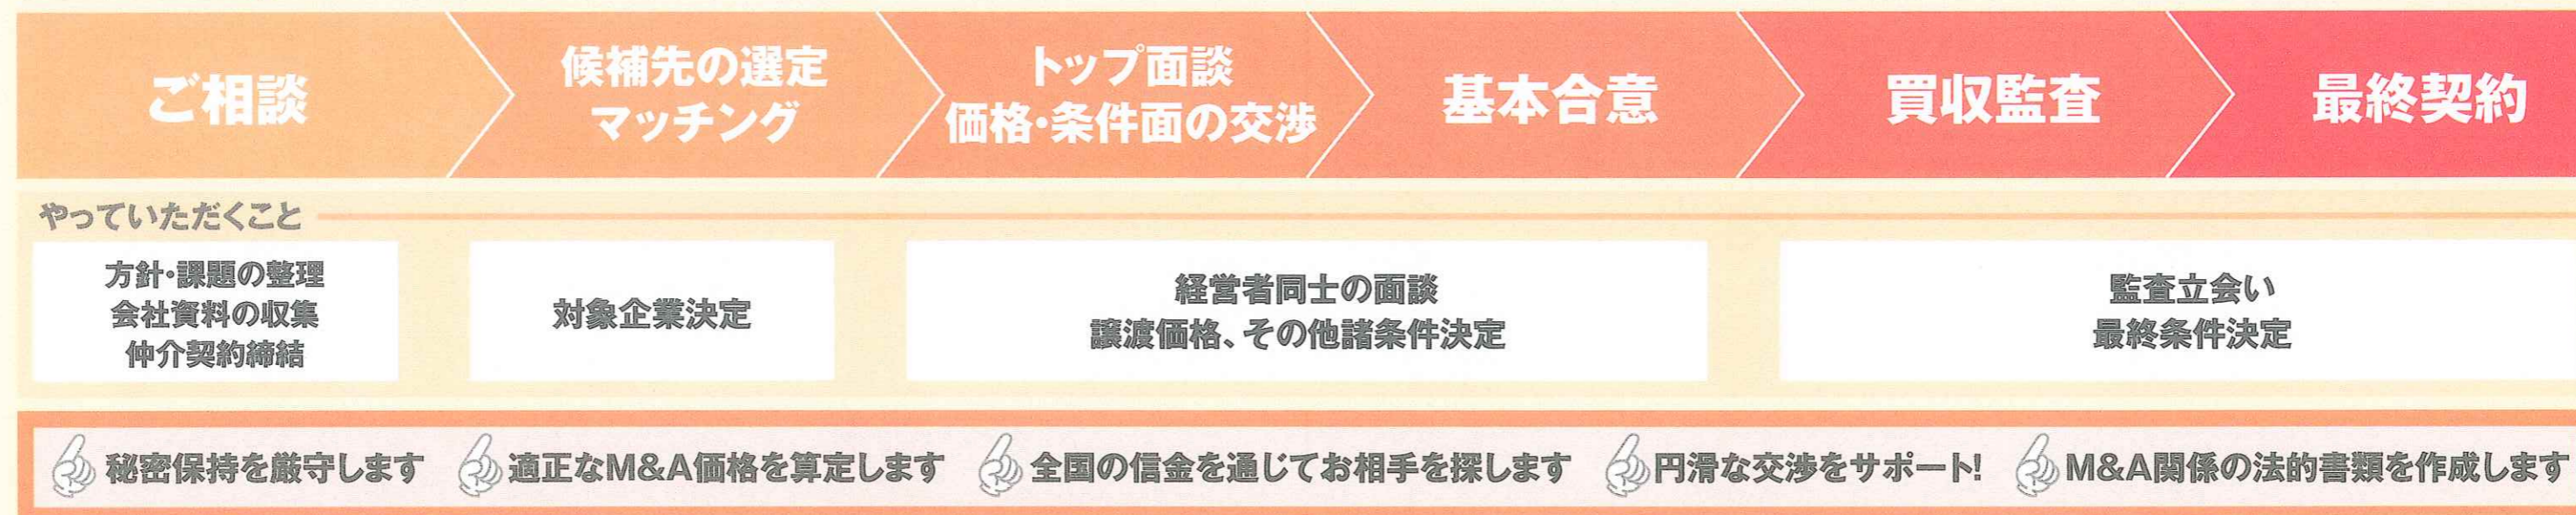 ご相談
候補先の選定
マッチング
トップ面談
価格・条件面の交渉
基本合意
買収監査
最終契約
やっていただくこと
方針・課題の整理
会社資料の収集
仲介契約締結
対象企業決定
経営者同士の面談
譲渡価格、その他諸条件決定
監査立会い
最終条件決定
秘密保持を厳守します
適正なM&A価格を算定します
全国の信金を通じてお相手を探します
円滑な交渉をサポート!
M&A関係の法的書類を作成します